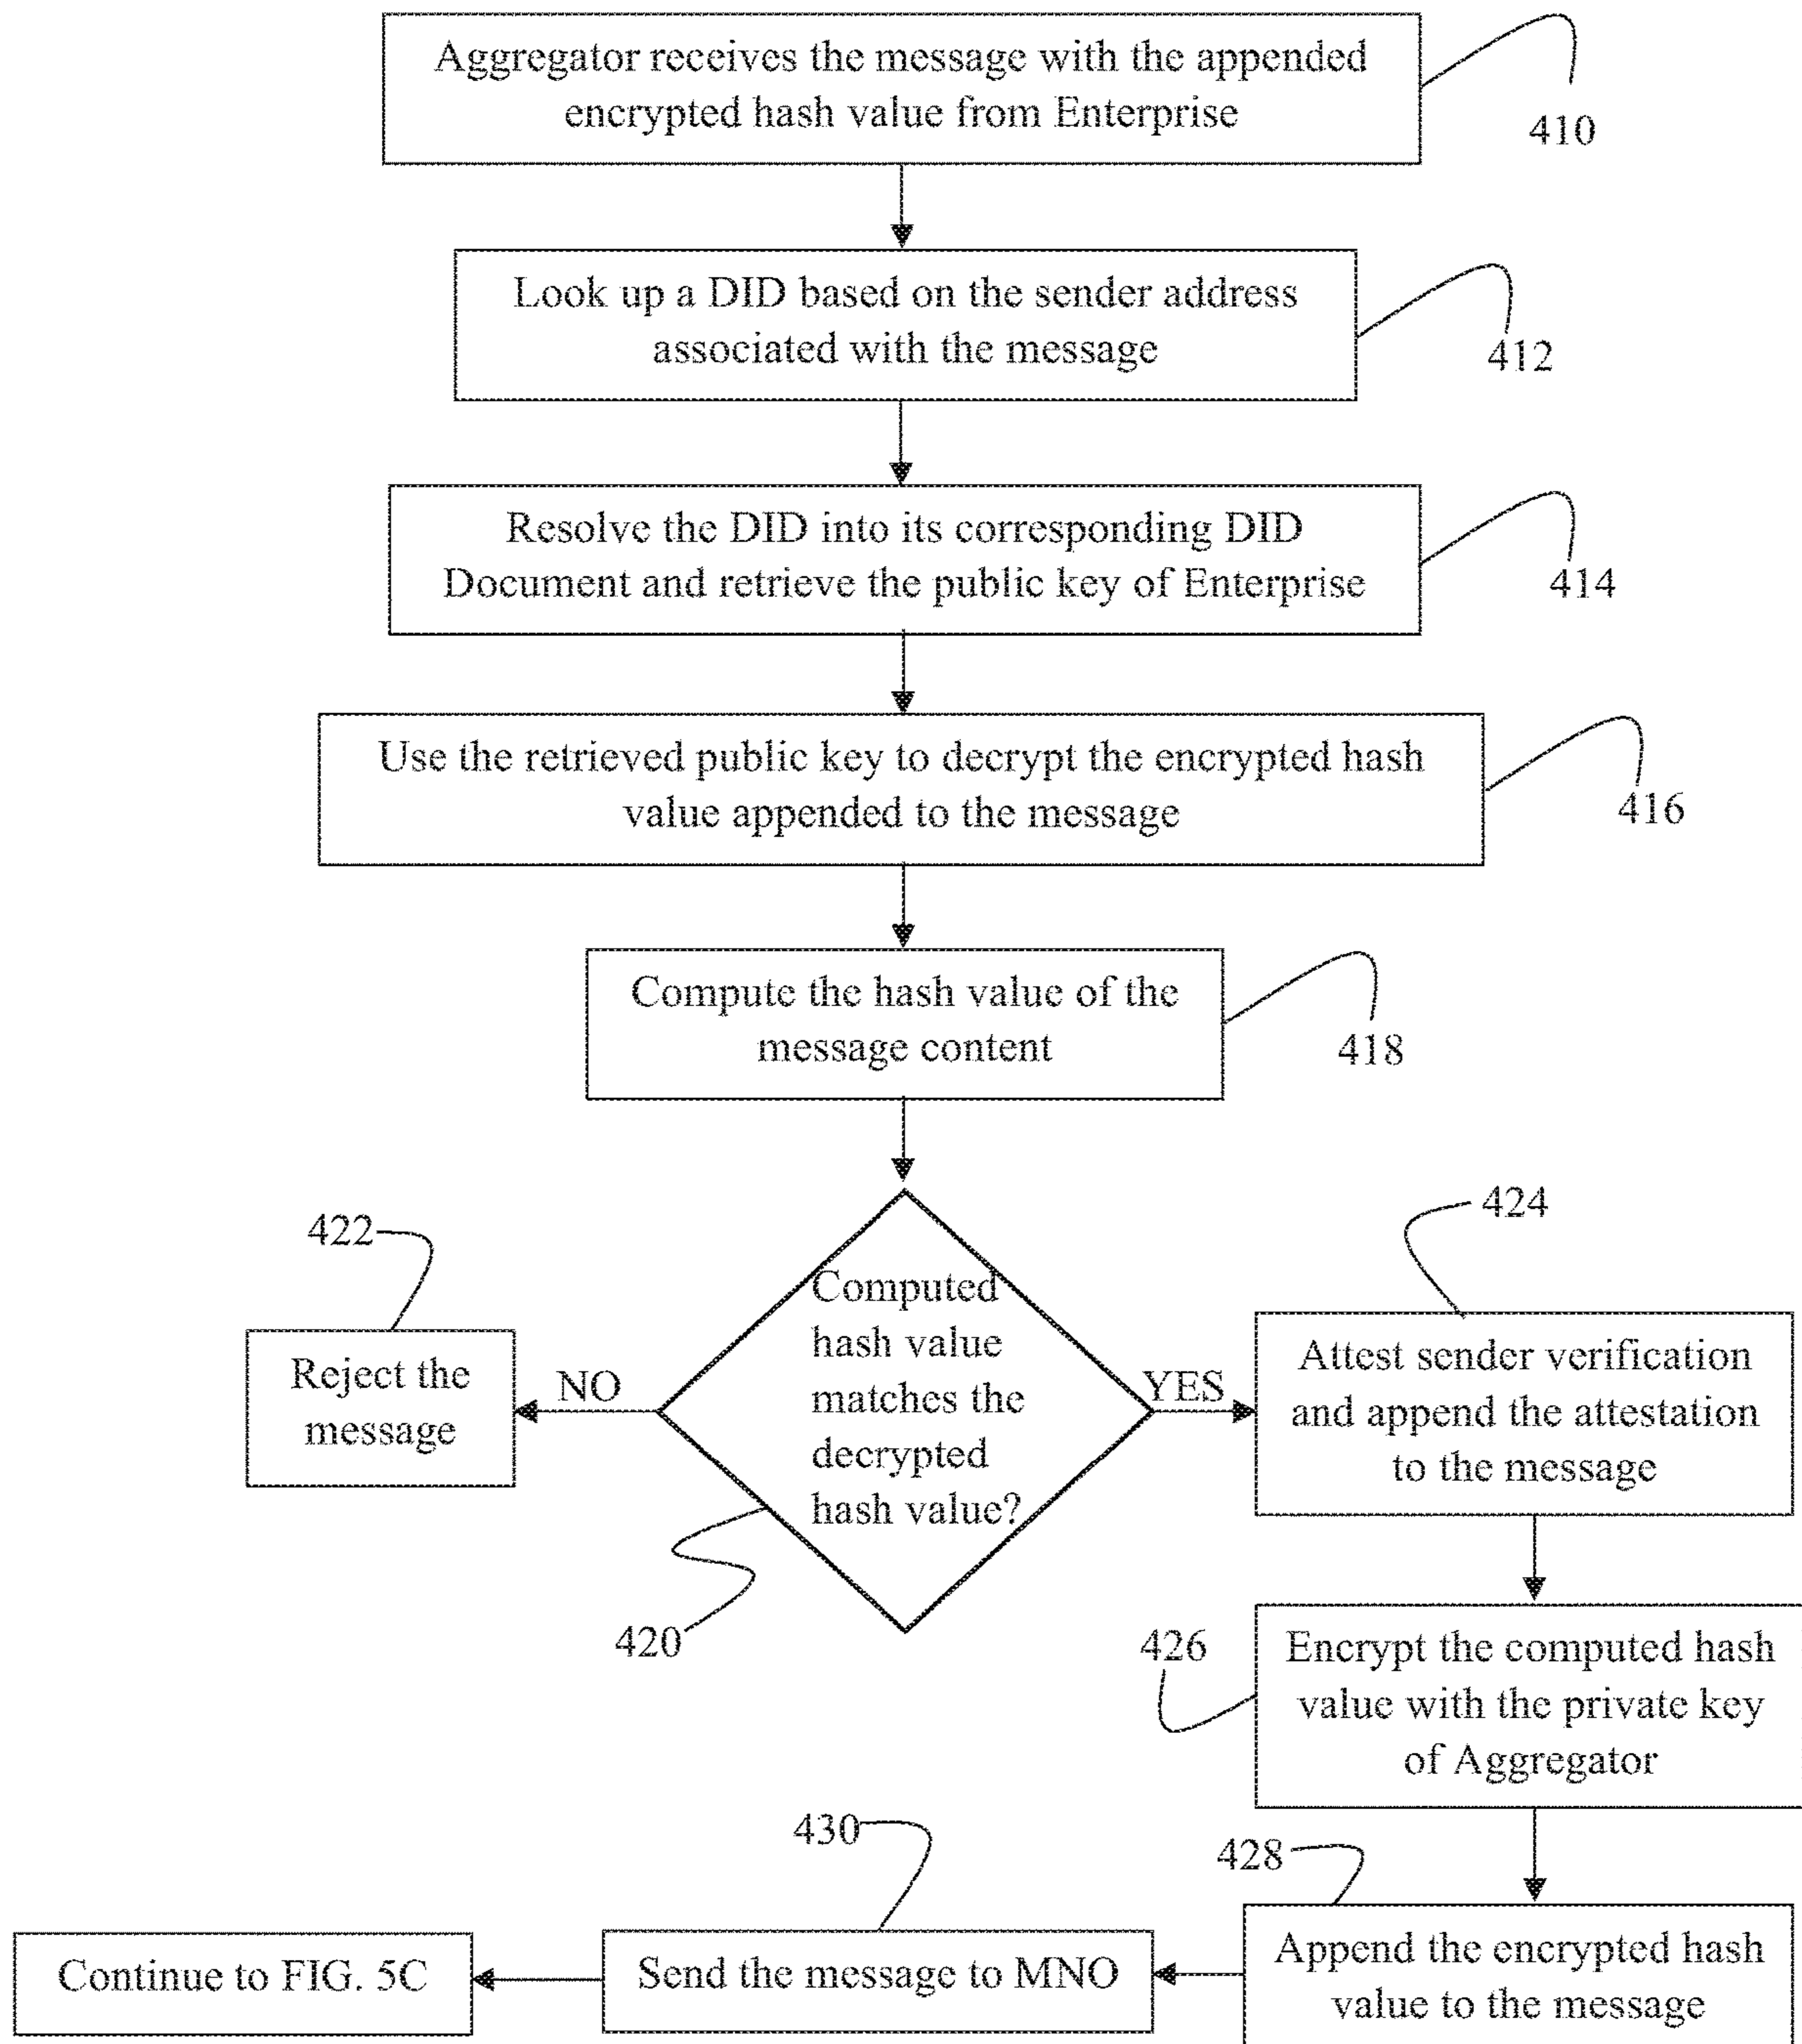 Aggregator receives the message with the appended
encrypted hash value from Enterprise
410
Look up a DID based on the sender address
associated with the message
412
Resolve the DID into its corresponding DID
Document and retrieve the public key of Enterprise
414
Use the retrieved public key to decrypt the encrypted hash
value appended to the message
416
Compute the hash value of the
message content
418
Computed
hash value
matches the
decrypted
hash value?
420
NO
422
Reject the
message
YES
424
Attest sender verification
and append the attestation
to the message
426
Encrypt the computed hash
value with the private key
of Aggregator
428
Append the encrypted hash
value to the message
430
Send the message to MNO
Continue to FIG. 5C